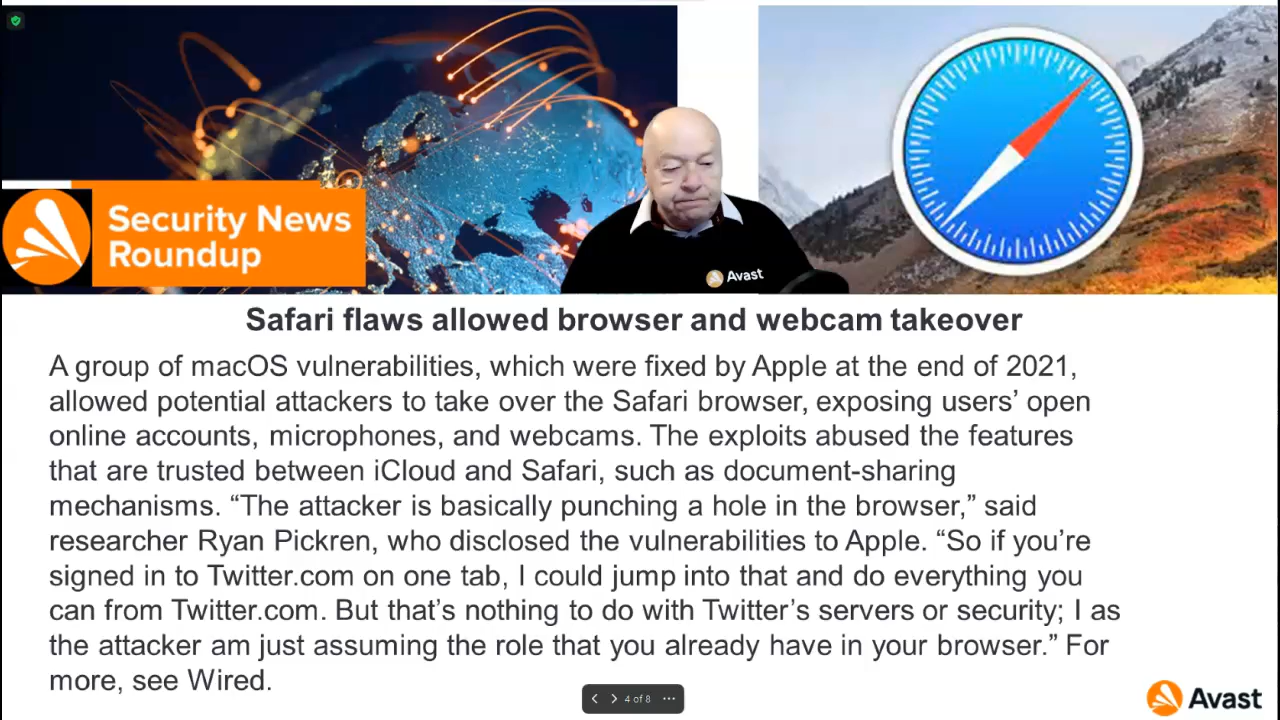 Security News
Roundup
Avast
Safari flaws allowed browser and webcam takeover
A group of macOS vulnerabilities, which were fixed by Apple at the end of 2021,
allowed potential attackers to take over the Safari browser, exposing users’ open
online accounts, microphones, and webcams. The exploits abused the features
that are trusted between iCloud and Safari, such as document-sharing
mechanisms. “The attacker is basically punching a hole in the browser,” said
researcher Ryan Pickren, who disclosed the vulnerabilities to Apple. “So if you’re
signed in to Twitter.com on one tab, I could jump into that and do everything you
can from Twitter.com. But that’s nothing to do with Twitter’s servers or security; I as
the attacker am just assuming the role that you already have in your browser.” For
more, see Wired.
4 of 8
Avast